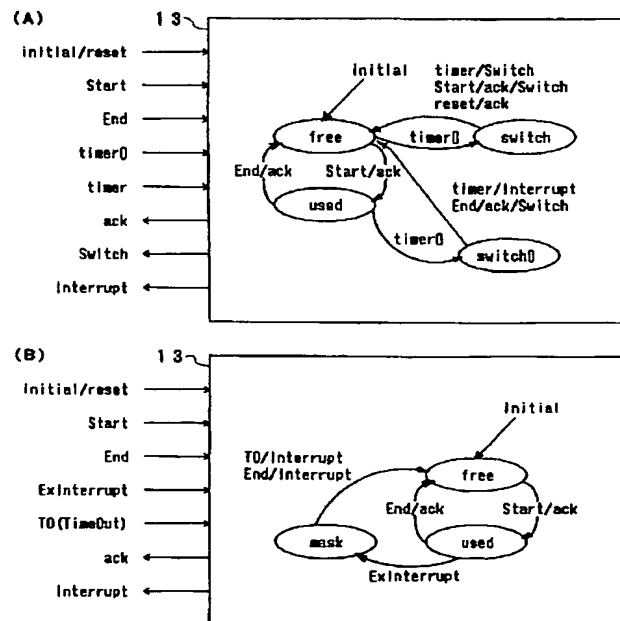 (A)
13
initial/reset
Start
End
timer0
timer
ack
Switch
Interrupt
initial
timer/Switch
Start/ack/Switch
reset/ack
free
timer0
switch
End/ack
Start/ack
used
timer/Interrupt
End/ack/Switch
timer0
switch0
(B)
13
Initial/reset
Start
End
ExInterrupt
TO(TimeOut)
ack
Interrupt
Initial
TO/Interrupt
End/Interrupt
free
End/ack
Start/ack
mask
used
ExInterrupt